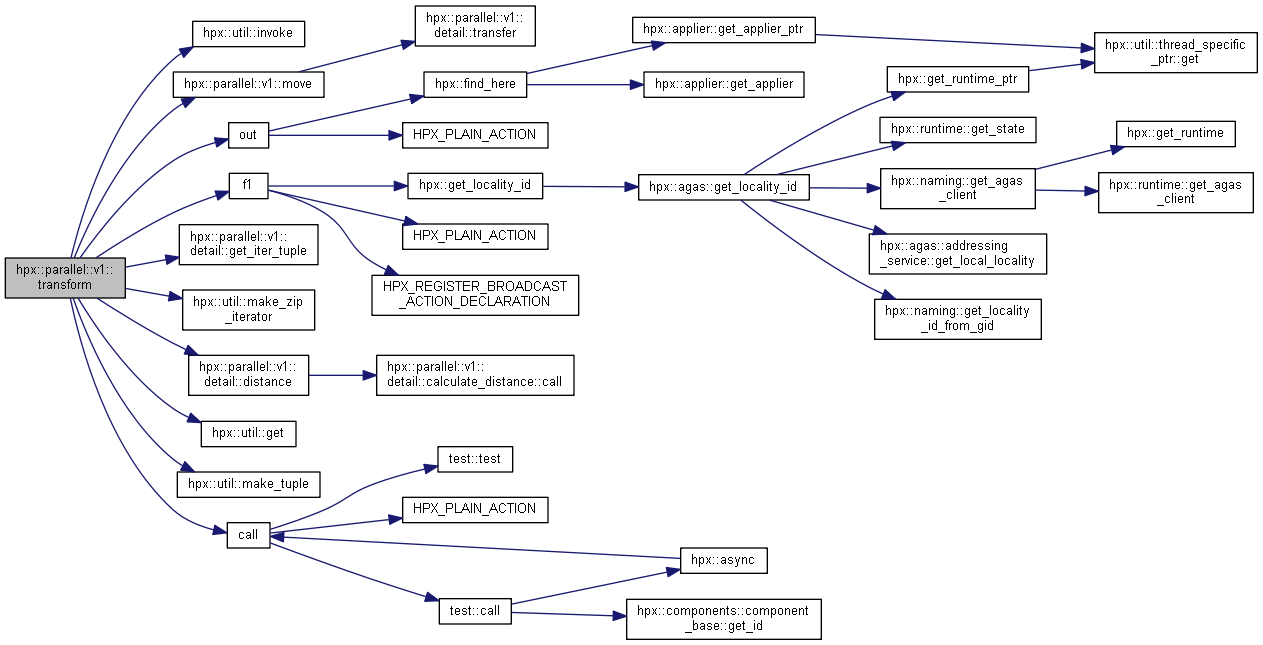 hpx::parallel::v1::
transform
hpx::util::invoke
hpx::parallel::v1::move
out
f1
hpx::parallel::v1::
detail::get_iter_tuple
hpx::util::make_zip
_iterator
hpx::parallel::v1::
detail::distance
hpx::util::get
hpx::util::make_tuple
call
hpx::parallel::v1::
detail::transfer
hpx::find_here
HPX_PLAIN_ACTION
hpx::get_locality_id
HPX_PLAIN_ACTION
HPX_REGISTER_BROADCAST
_ACTION_DECLARATION
hpx::parallel::v1::
detail::calculate_distance::call
test::test
HPX_PLAIN_ACTION
test::call
hpx::applier::get_applier_ptr
hpx::applier::get_applier
hpx::agas::get_locality_id
hpx::async
hpx::components::component
_base::get_id
hpx::get_runtime_ptr
hpx::runtime::get_state
hpx::naming::get_agas
_client
hpx::agas::addressing
_service::get_local_locality
hpx::naming::get_locality
_id_from_gid
hpx::util::thread_specific
_ptr::get
hpx::get_runtime
hpx::runtime::get_agas
_client